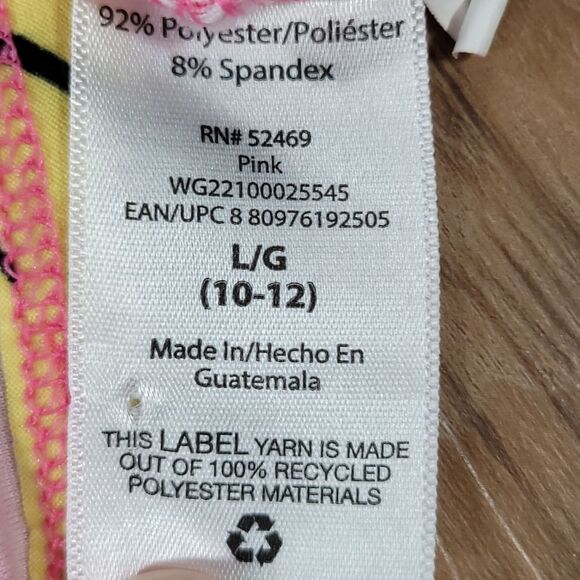 92% Polyester/Poliéster
8% Spandex
RN# 52469
Pink
WG22100025545
EAN/UPC 8 80976192505
L/G
(10-12)
Made In/Hecho En
Guatemala
THIS LABEL YARN IS MADE
OUT OF 100% RECYCLED
POLYESTER MATERIALS